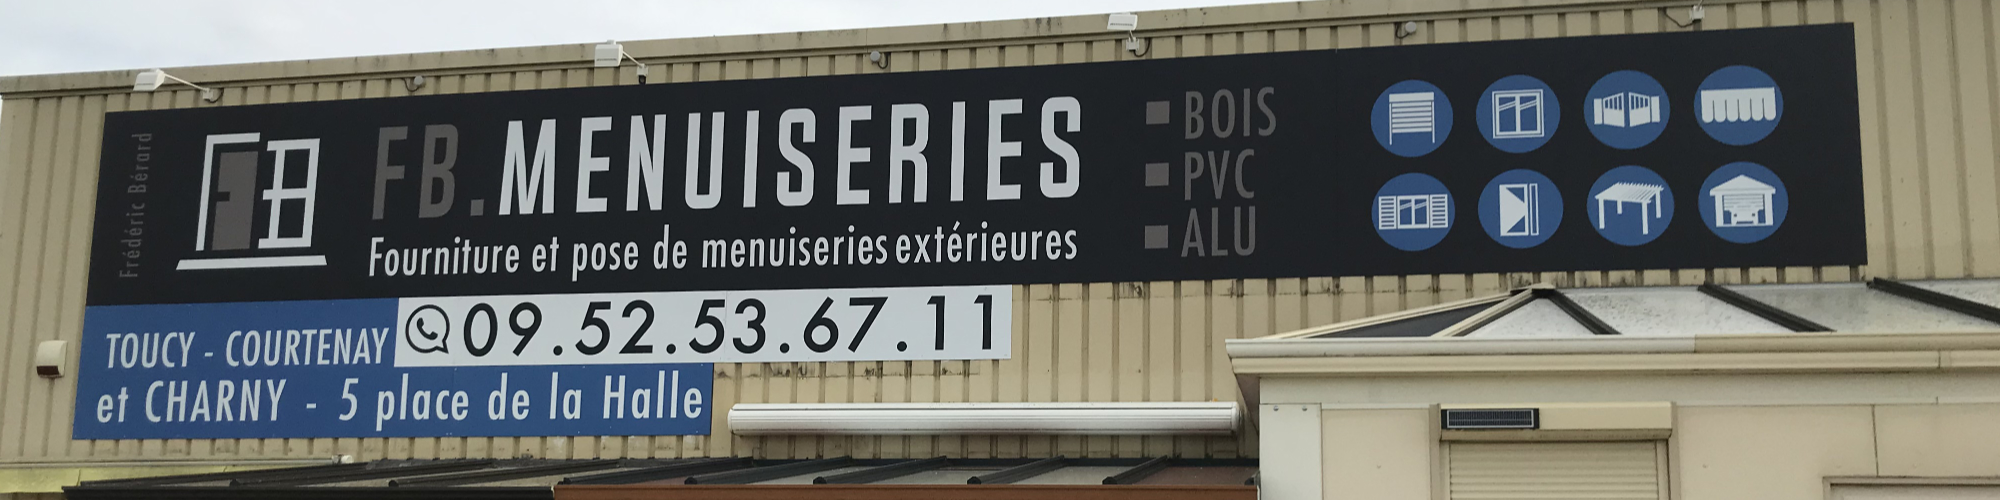 Frédéric Bérard
FB
FB.MENUISERIES
Fourniture et pose de menuiseries extérieures
BOIS
PVC
ALU
TOUCY - COURTENAY
09.52.53.67.11
et CHARNY - 5 place de la Halle